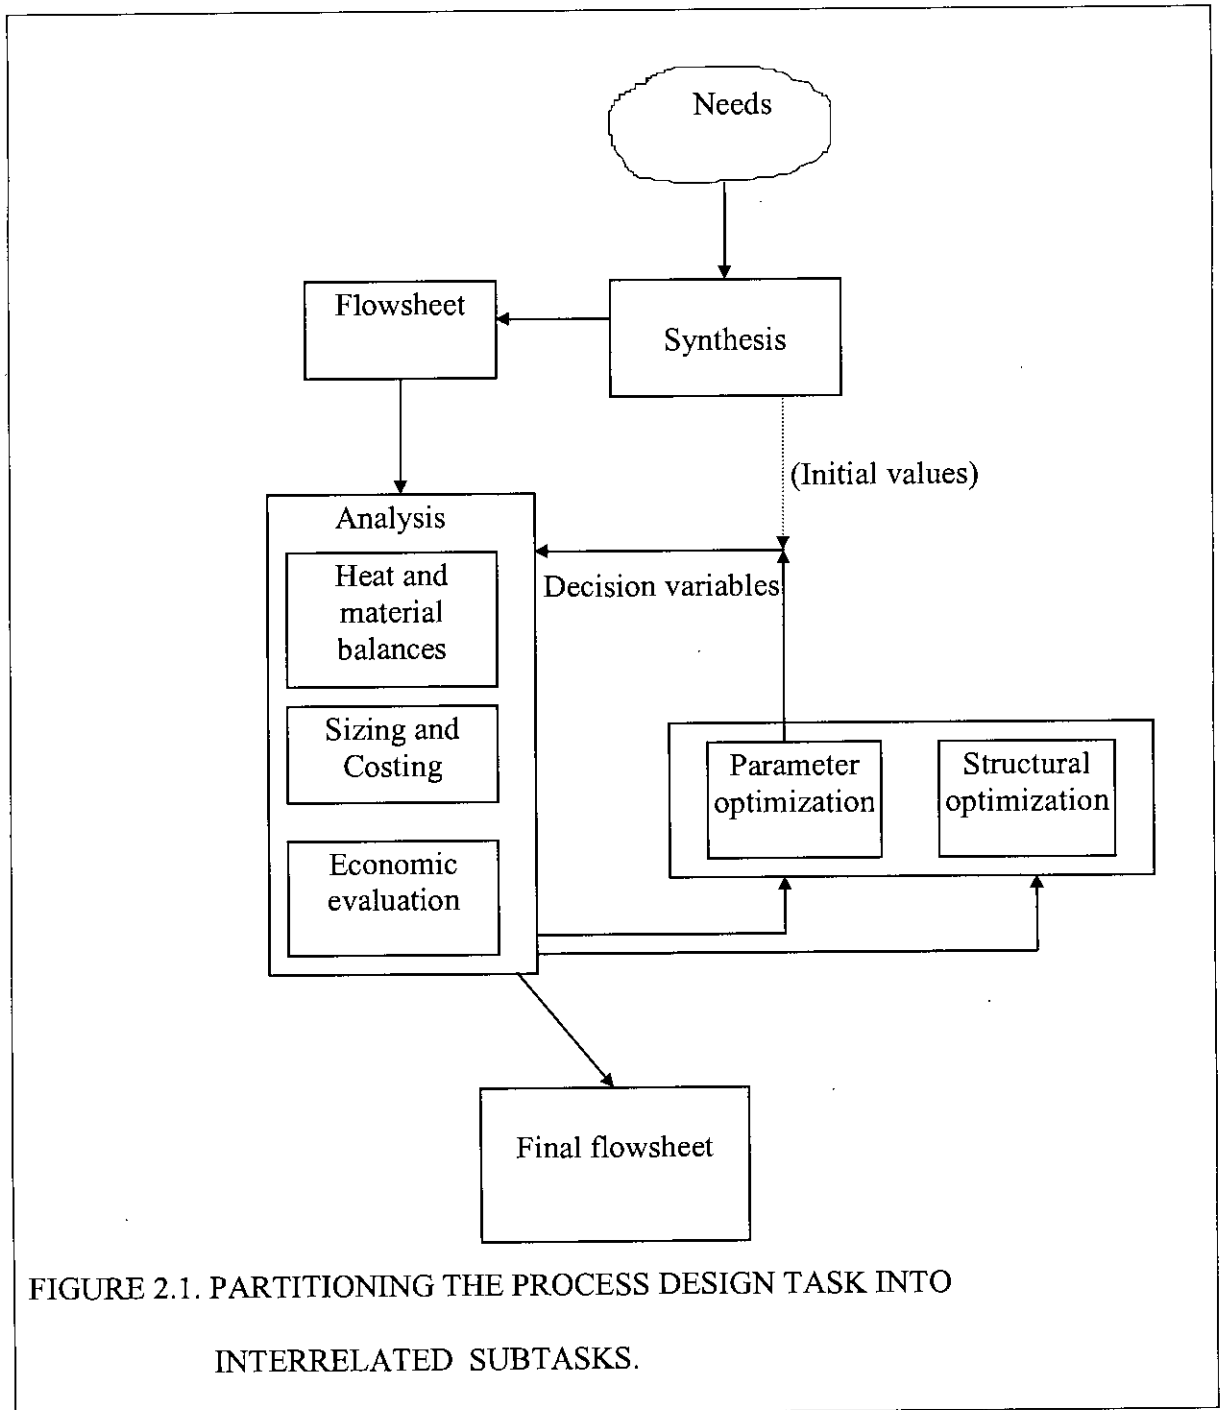 Needs
Flowsheet
Synthesis
(Initial values)
Analysis
Heat and
material
balances
Decision variables
Sizing and
Costing
Parameter
optimization
Structural
optimization
Economic
evaluation
Final flowsheet
FIGURE 2.1. PARTITIONING THE PROCESS DESIGN TASK INTO
INTERRELATED SUBTASKS.